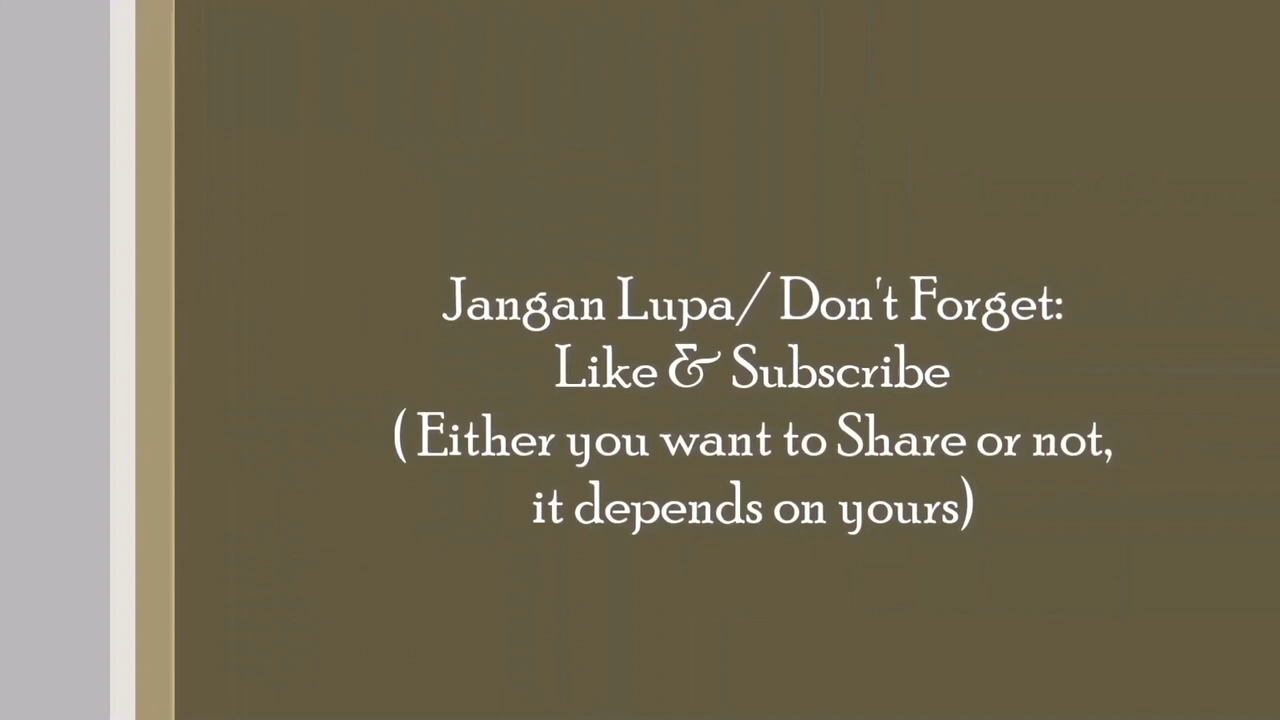 Jangan Lupa/ Don't Forget:
Like & Subscribe
(Either you want to Share or not,
it depends on yours)